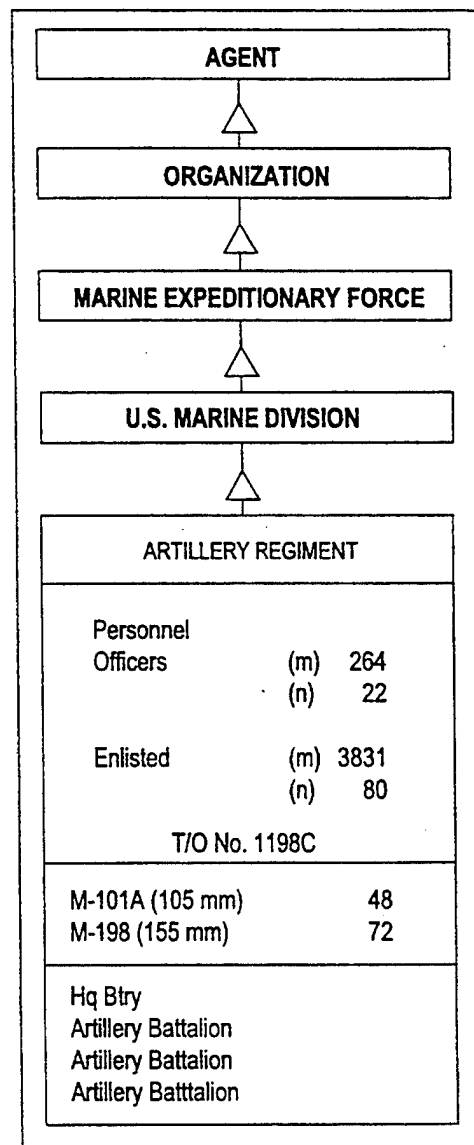 AGENT
ORGANIZATION
MARINE EXPEDITIONARY FORCE
U.S. MARINE DIVISION
ARTILLERY REGIMENT
Personnel
Officers (m) 264
(n) 22
Enlisted (m) 3831
(n) 80
T/O No. 1198C
M-101A (105 mm) 48
M-198 (155 mm) 72
Hq Btry
Artillery Battalion
Artillery Battalion
Artillery Batttalion